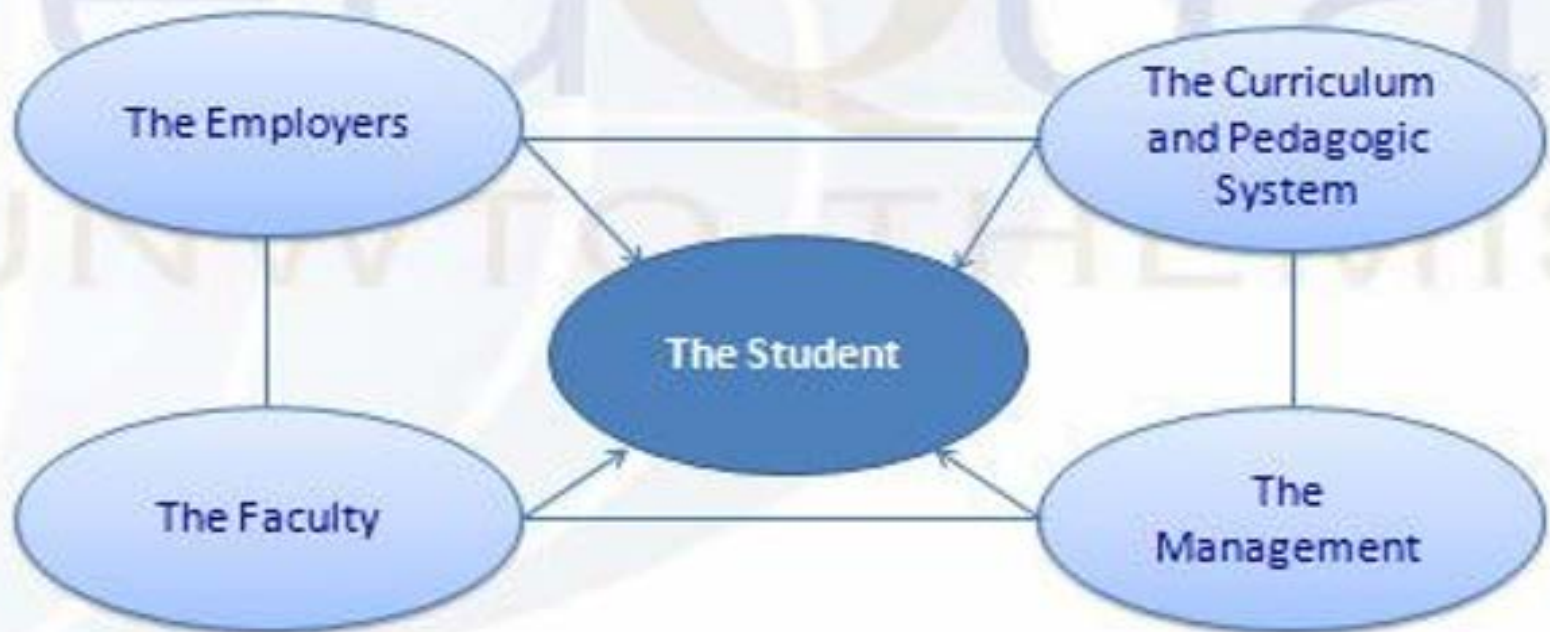 The Employers
The Curriculum
and Pedagogic
System
The Student
The Faculty
The
Management